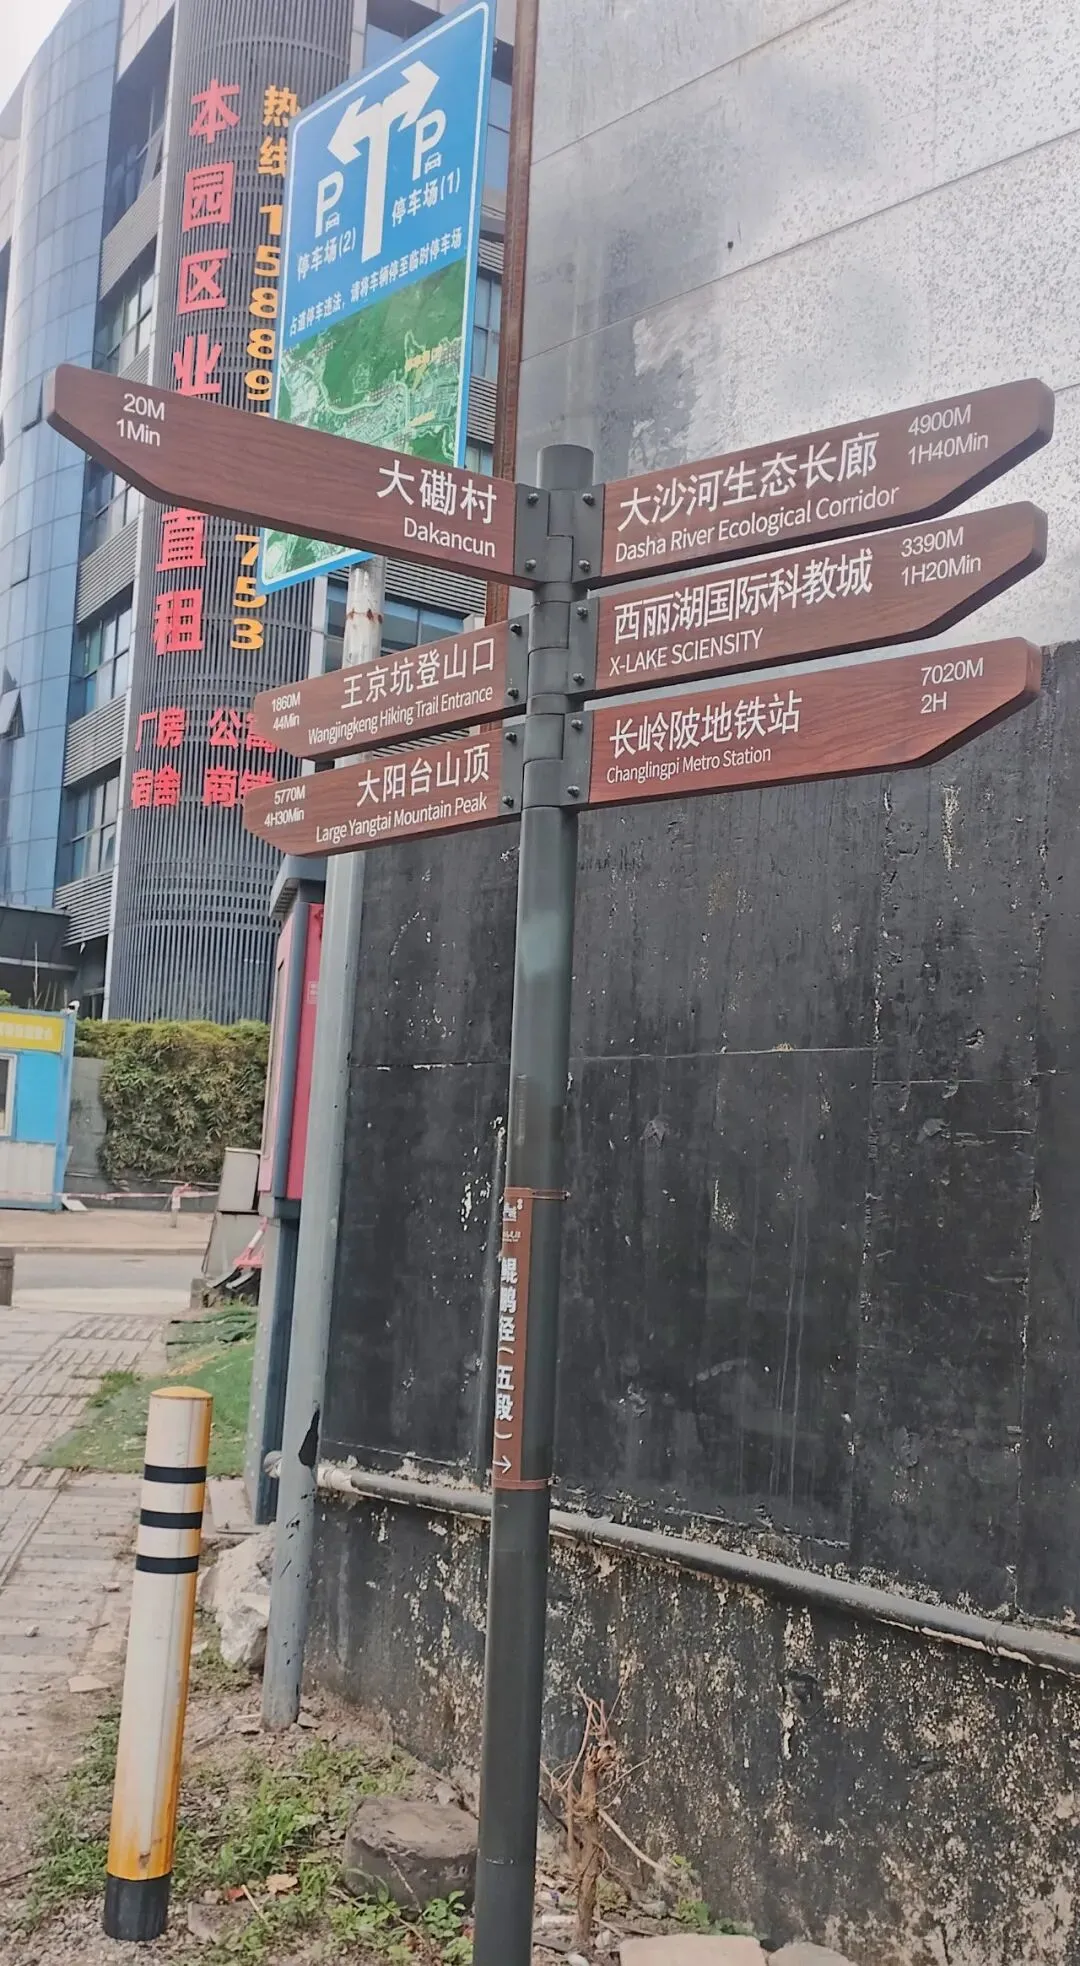 本园区业
直租
热线
15889
753
厂房 公寓
宿舍
P
P
停车场(2)
停车场(1)
占道停车违法，请将车辆停至临时停车场
20M
1Min
大磡村
Dakancun
4900M
1H40Min
大沙河生态长廊
Dasha River Ecological Corridor
3390M
1H20Min
西丽湖国际科教城
X-LAKE SCIENSITY
1860M
44Min
王京坑登山口
Wangjingkeng Hiking Trail Entrance
7020M
2H
长岭陂地铁站
Changlingpi Metro Station
5770M
4H30Min
大阳台山顶
Large Yangtai Mountain Peak
鲲鹏径(五段)→